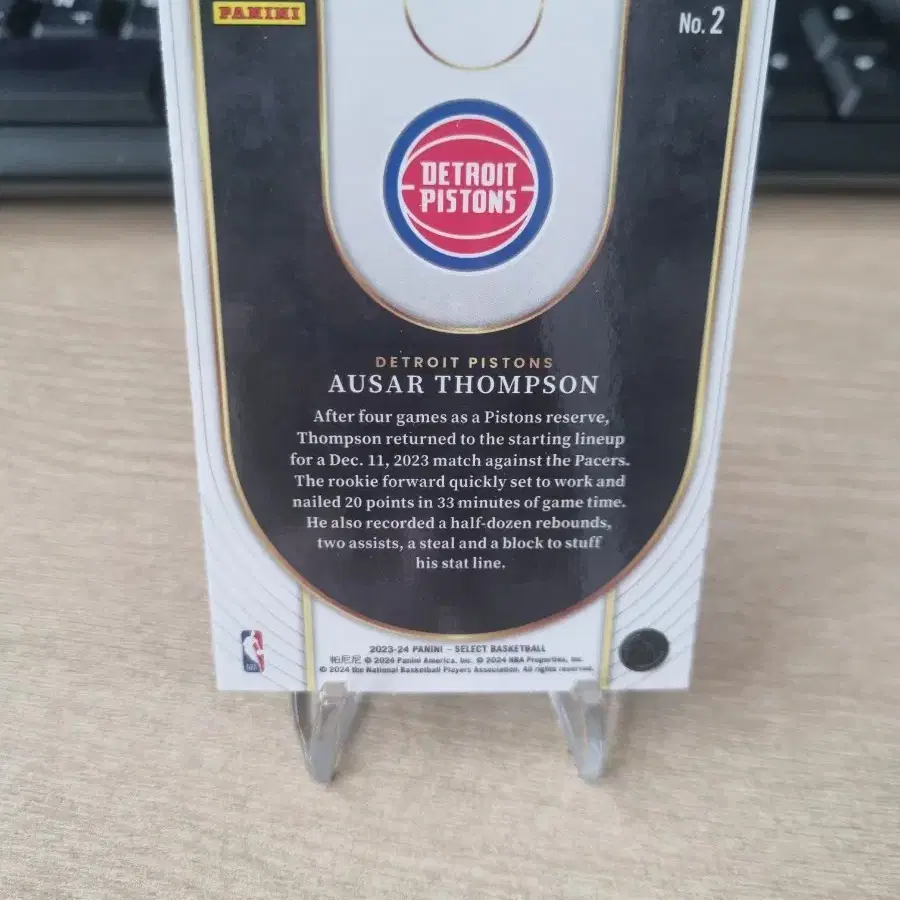 PANINI
No. 2
DETROIT
PISTONS
DETROIT PISTONS
AUSAR THOMPSON
After four games as a Pistons reserve,
Thompson returned to the starting lineup
for a Dec. 11, 2023 match against the Pacers.
The rookie forward quickly set to work and
nailed 20 points in 33 minutes of game time.
He also recorded a half-dozen rebounds,
two assists, a steal and a block to stuff
his stat line.
2023-24 PANINI – SELECT BASKETBALL
帕尼尼 © 2024 Panini America, Inc. © 2024 NBA Properties, Inc.
© 2024 the National Basketball Players Association. All rights reserved.
NBA